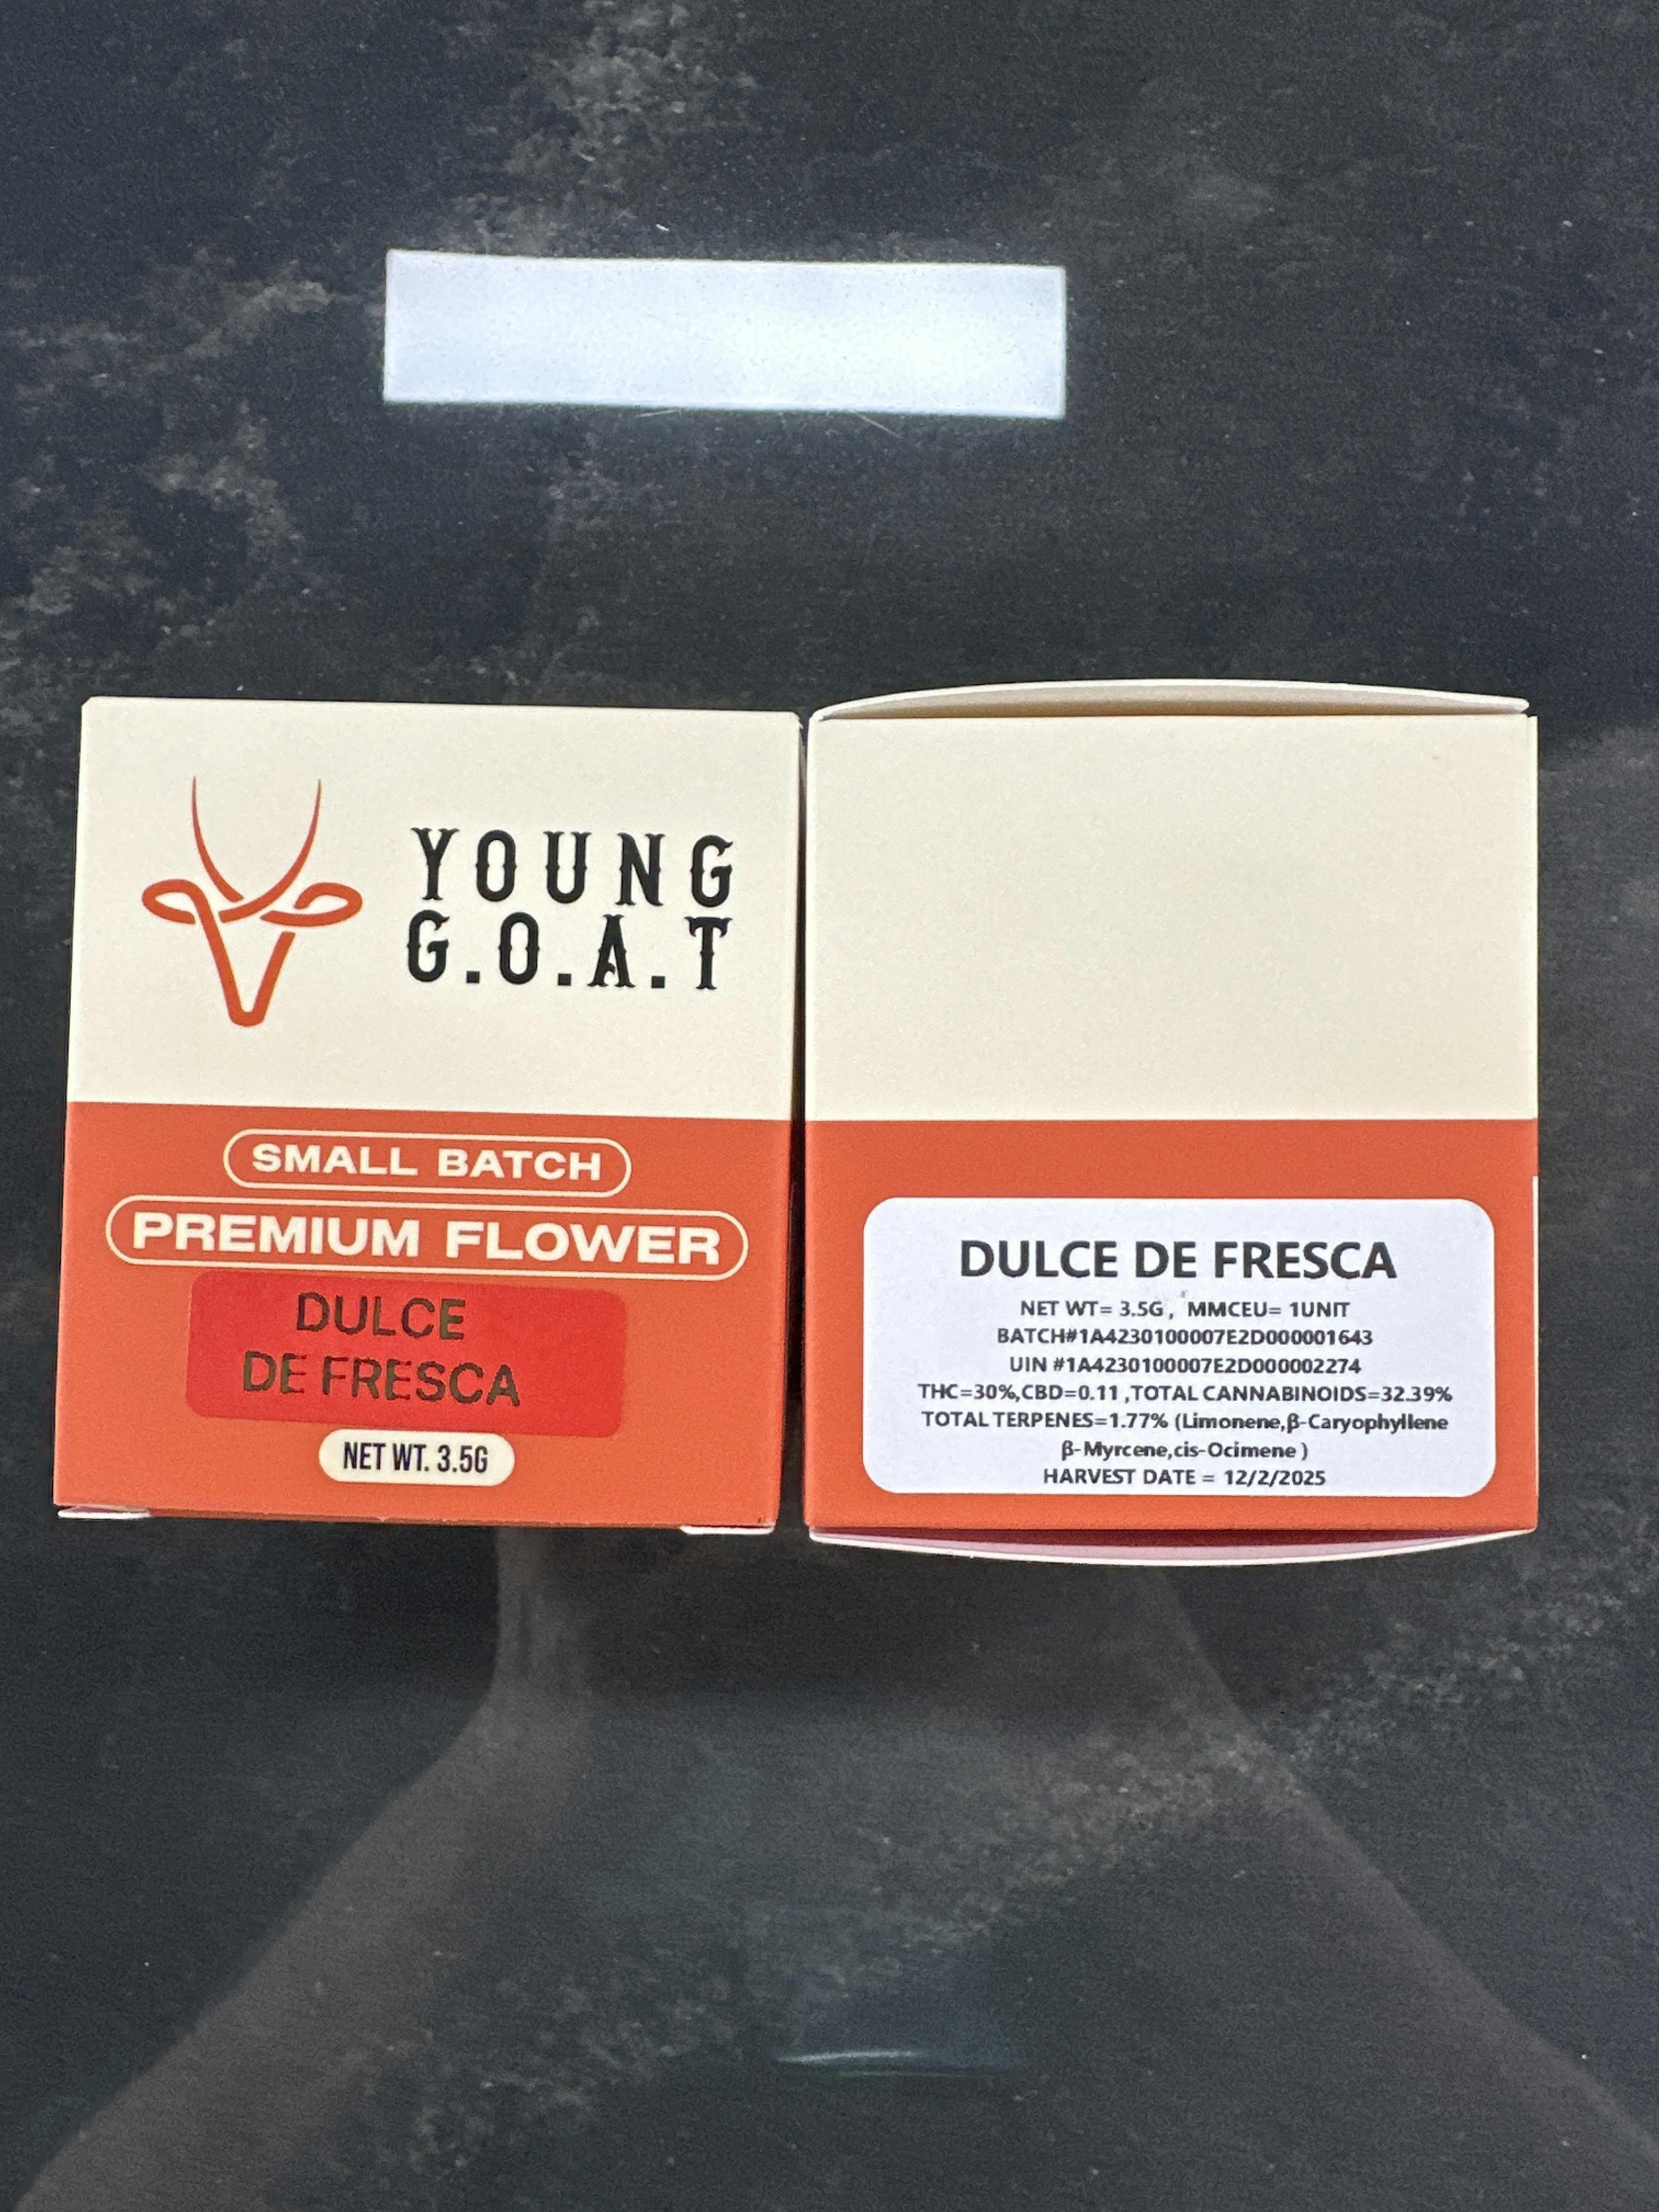 YOUNG
G.O.A.T
SMALL BATCH
PREMIUM FLOWER
DULCE
DE FRESCA
NET WT. 3.5G
DULCE DE FRESCA
NET WT= 3.5G , MMCEU= 1UNIT
BATCH#1A4230100007E2D000001643
UIN #1A4230100007E2D000002274
THC=30%,CBD=0.11 ,TOTAL CANNABINOIDS=32.39%
TOTAL TERPENES=1.77% (Limonene,β-Caryophyllene
β-Myrcene,cis-Ocimene )
HARVEST DATE = 12/2/2025